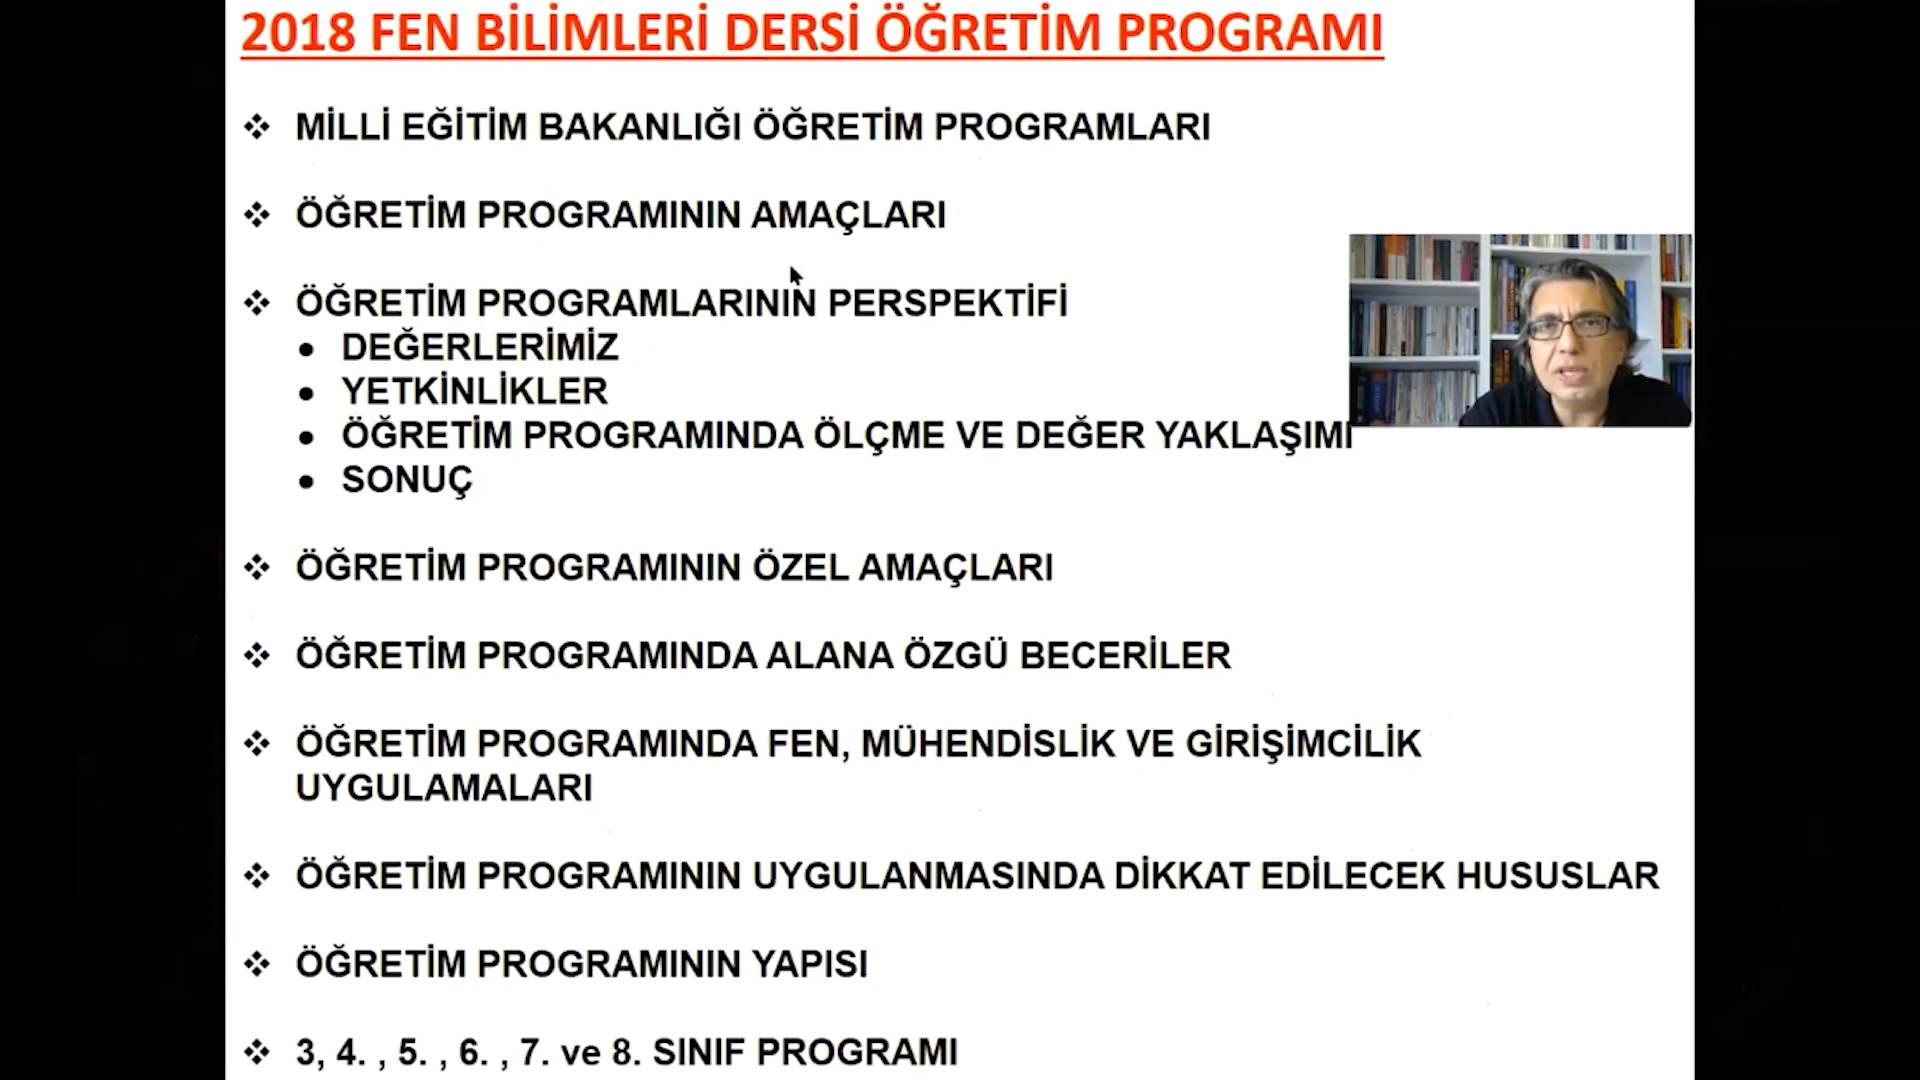 2018 FEN BİLİMLERİ DERSİ ÖĞRETİM PROGRAMI
❖ MİLLİ EĞİTİM BAKANLIĞI ÖĞRETİM PROGRAMLARI
❖ ÖĞRETİM PROGRAMININ AMAÇLARI
❖ ÖĞRETİM PROGRAMLARININ PERSPEKTİFİ
• DEĞERLERİMİZ
• YETKİNLİKLER
• ÖĞRETİM PROGRAMINDA ÖLÇME VE DEĞER YAKLAŞIMI
• SONUÇ
❖ ÖĞRETİM PROGRAMININ ÖZEL AMAÇLARI
❖ ÖĞRETİM PROGRAMINDA ALANA ÖZGÜ BECERİLER
❖ ÖĞRETİM PROGRAMINDA FEN, MÜHENDİSLİK VE GİRİŞİMCİLİK
UYGULAMALARI
❖ ÖĞRETİM PROGRAMININ UYGULANMASINDA DİKKAT EDİLECEK HUSUSLAR
❖ ÖĞRETİM PROGRAMININ YAPISI
❖ 3, 4. , 5. , 6. , 7. ve 8. SINIF PROGRAMI